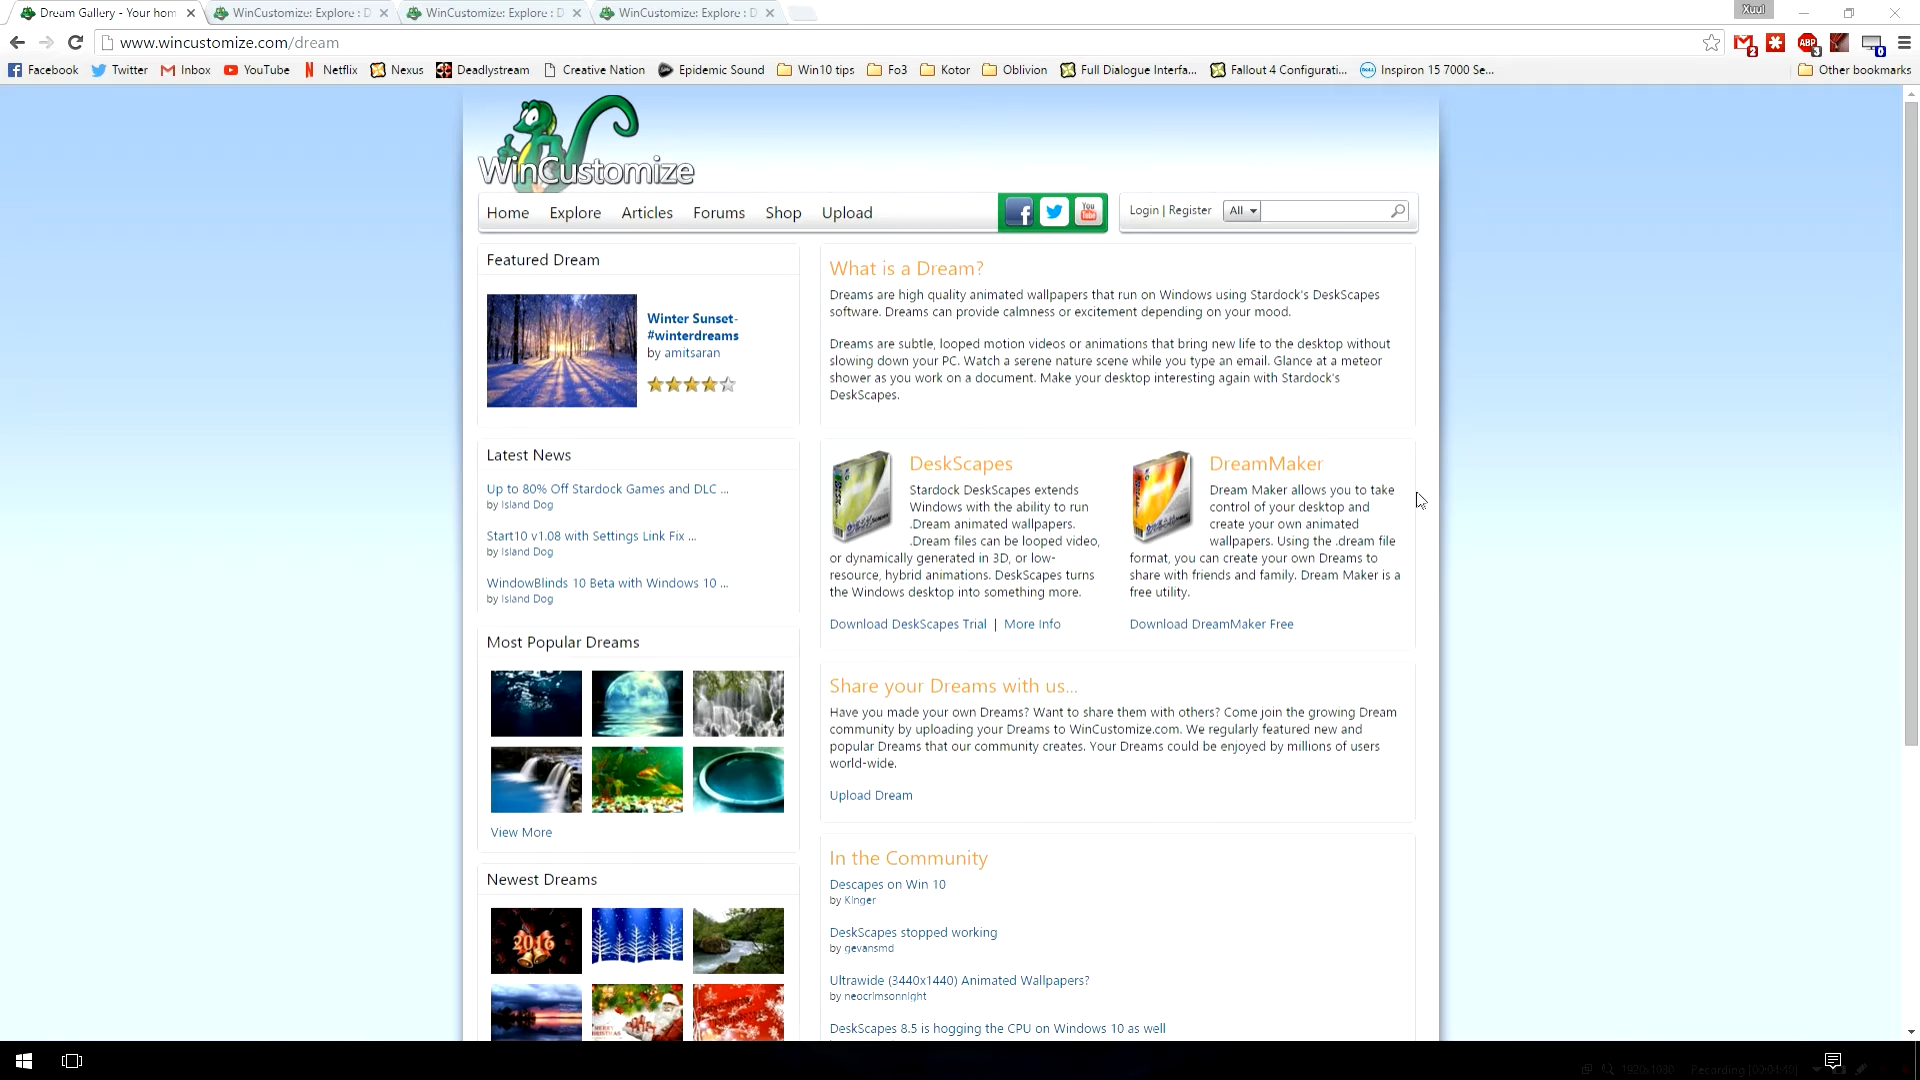 Dream Gallery - Your hom
WinCustomize: Explore : D
WinCustomize: Explore : D
WinCustomize: Explore : D
Xuul
www.wincustomize.com/dream
2
ABP
3
0
Facebook
Twitter
Inbox
YouTube
Netflix
Nexus
Deadlystream
Creative Nation
Epidemic Sound
Win10 tips
Fo3
Kotor
Oblivion
Full Dialogue Interfa...
Fallout 4 Configurati...
Inspiron 15 7000 Se...
Other bookmarks
WinCustomize
Home
Explore
Articles
Forums
Shop
Upload
You
Tube
Login | Register
All
Featured Dream
Winter Sunset-
#winterdreams
by amitsaran
What is a Dream?
Dreams are high quality animated wallpapers that run on Windows using Stardock's DeskScapes
software. Dreams can provide calmness or excitement depending on your mood.
Dreams are subtle, looped motion videos or animations that bring new life to the desktop without
slowing down your PC. Watch a serene nature scene while you type an email. Glance at a meteor
shower as you work on a document. Make your desktop interesting again with Stardock's
DeskScapes.
Latest News
Up to 80% Off Stardock Games and DLC ...
by Island Dog
Start10 v1.08 with Settings Link Fix ...
by Island Dog
WindowBlinds 10 Beta with Windows 10 ...
by Island Dog
DeskScapes
Stardock DeskScapes extends
Windows with the ability to run
.Dream animated wallpapers.
.Dream files can be looped video,
or dynamically generated in 3D, or low-
resource, hybrid animations. DeskScapes turns
the Windows desktop into something more.
Download DeskScapes Trial | More Info
DreamMaker
Dream Maker allows you to take
control of your desktop and
create your own animated
wallpapers. Using the .dream file
format, you can create your own Dreams to
share with friends and family. Dream Maker is a
free utility.
Download DreamMaker Free
Most Popular Dreams
View More
Share your Dreams with us...
Have you made your own Dreams? Want to share them with others? Come join the growing Dream
community by uploading your Dreams to WinCustomize.com. We regularly featured new and
popular Dreams that our community creates. Your Dreams could be enjoyed by millions of users
world-wide.
Upload Dream
Newest Dreams
2016
MERRY
In the Community
Descapes on Win 10
by Kinger
DeskScapes stopped working
by gevansmd
Ultrawide (3440x1440) Animated Wallpapers?
by neocrimsonnight
DeskScapes 8.5 is hogging the CPU on Windows 10 as well
1920x1080
Recording [00:04:40]